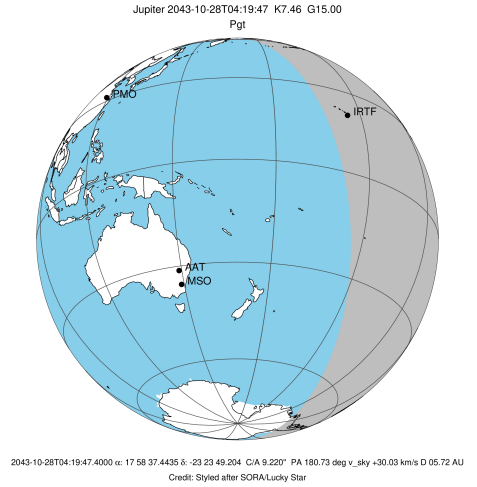 Jupiter 2043-10-28T04:19:47  K7.46  G15.00
Pgt
PMO
IRTF
AAT
MSO
2043-10-28T04:19:47.4000 α: 17 58 37.4435 δ: -23 23 49.204  C/A 9.220"  PA 180.73 deg v_sky +30.03 km/s D 05.72 AU
Credit: Styled after SORA/Lucky Star